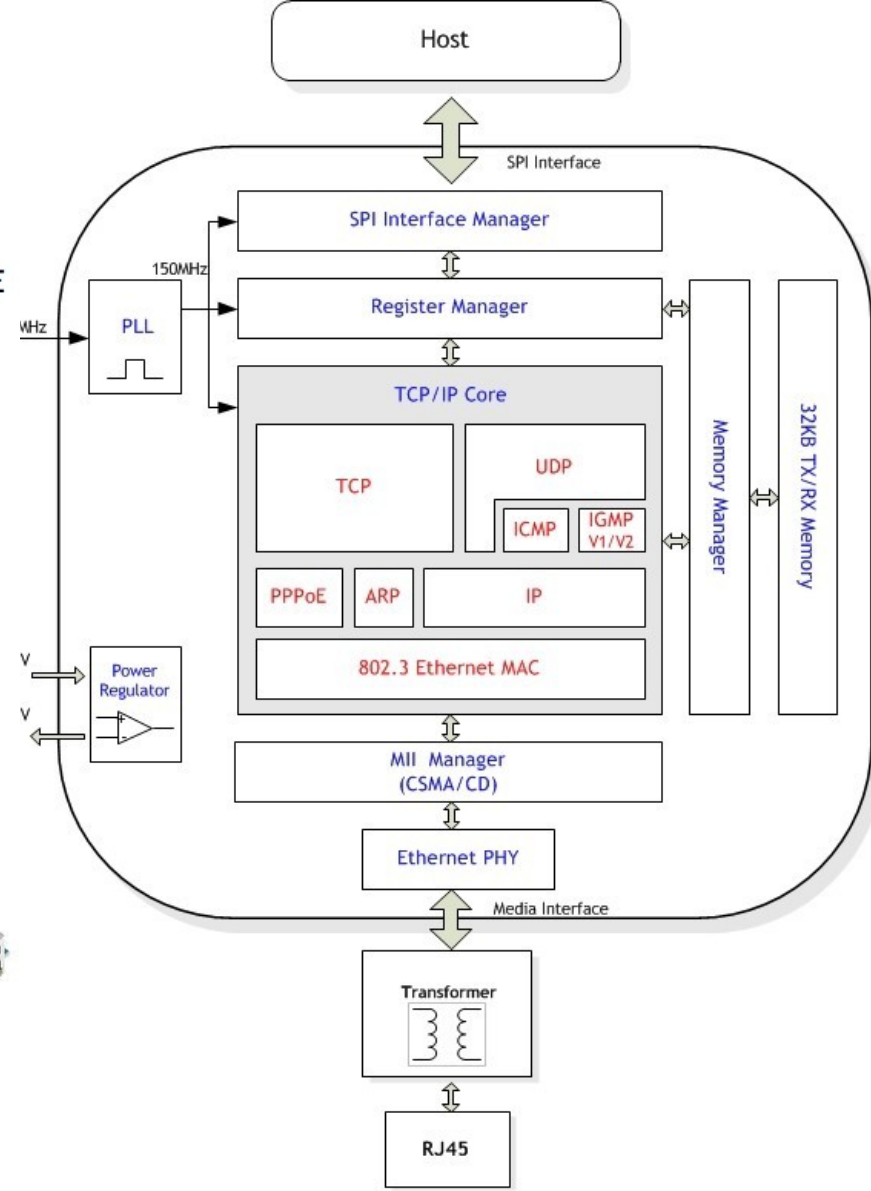 Host
SPI Interface
SPI Interface Manager
150MHz
Register Manager
MHz
PLL
TCP/IP Core
TCP
UDP
ICMP
IGMP
V1/V2
PPPoE
ARP
IP
802.3 Ethernet MAC
Memory Manager
32KB TX/RX Memory
V
Power
Regulator
V
MII Manager
(CSMA/CD)
Ethernet PHY
Media Interface
Transformer
RJ45